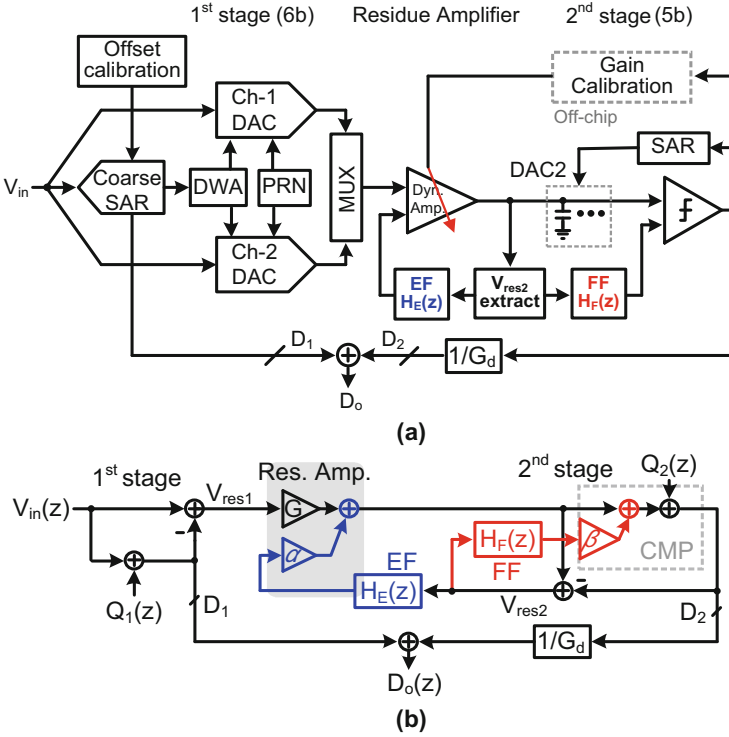 1st stage (6b)
Residue Amplifier
2nd stage (5b)
Offset
calibration
Ch-1
DAC
Gain
Calibration
Off-chip
Vin
Coarse
SAR
DWA
PRN
MUX
Dyn.
Amp.
DAC2
SAR
Ch-2
DAC
EF
HE(z)
Vres2
extract
FF
HF(z)
D1
D2
1/Gd
Do
(a)
1st stage
Res. Amp.
2nd stage
Q2(z)
Vin(z)
Vres1
G
α
HF(z)
β
FF
CMP
EF
HE(z)
Q1(z)
D1
Vres2
D2
1/Gd
Do(z)
(b)